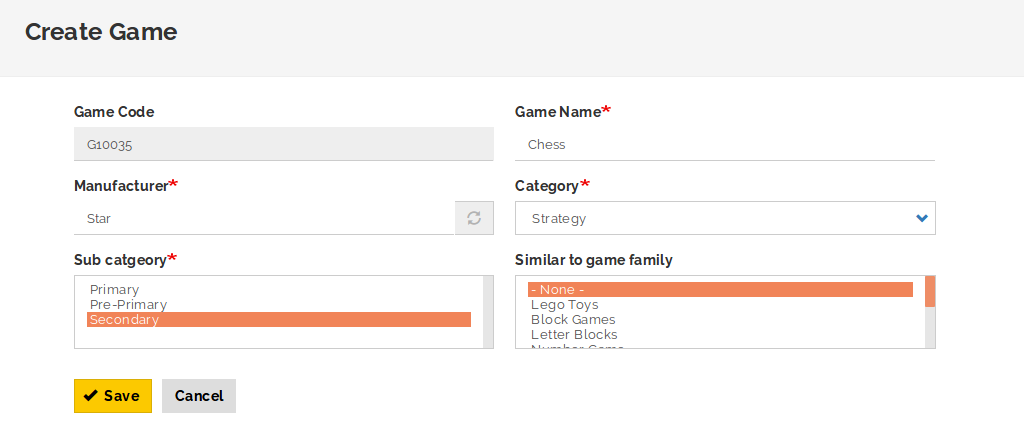 Create Game
Game Code
Game Name*
G10035
Chess
Manufacturer*
Category*
Star
Strategy
Sub catgeory*
Similar to game family
Primary
Pre-Primary
Secondary
- None -
Lego Toys
Block Games
Letter Blocks
Save
Cancel